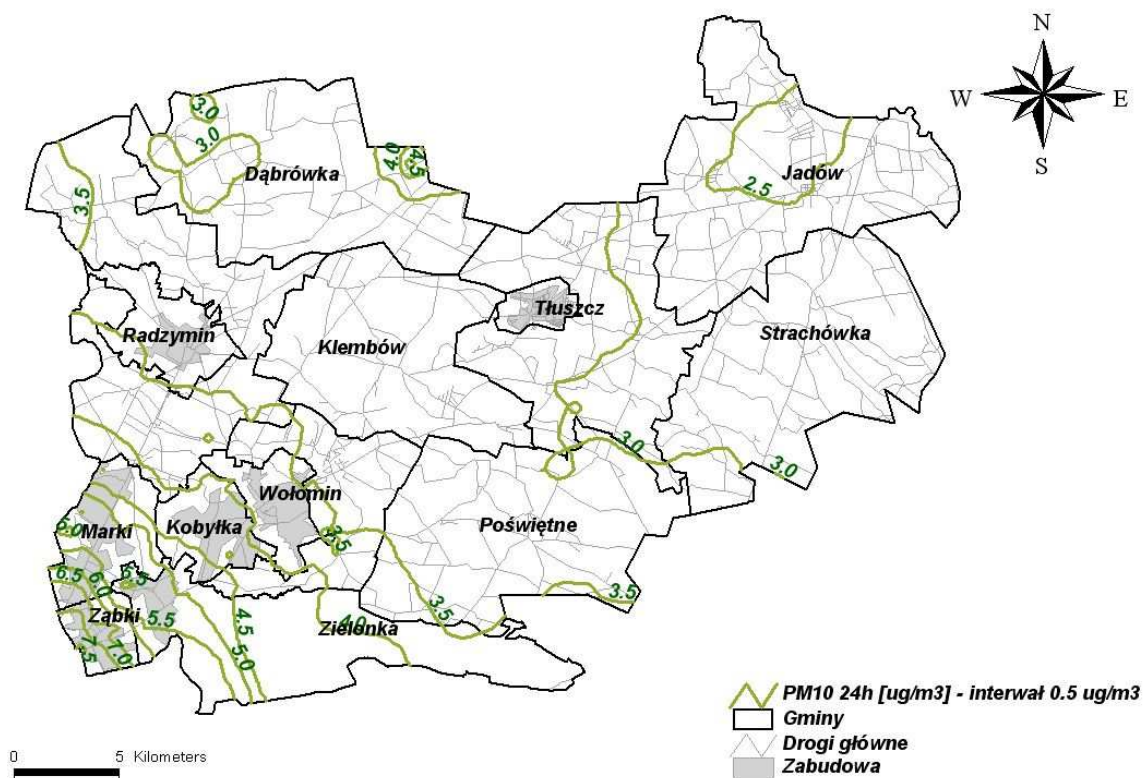 N
W E
S
3.0
3.0
4.0
4.5
Dąbrówka
Jadów
2.5
3.5
Tłuszcz
Radzymin
Klembów
Strachówka
3.0
3.0
Wołomin
Marki
Kobyłka
Poświętne
6.0
3.5
6.5
6.0
5.5
3.5
Ząbki
5.5
4.5
4.0
3.5
Zielonka
7.5
7.0
5.0
PM10 24h [ug/m3] - interwał 0.5 ug/m3
Gminy
Drogi główne
Zabudowa
0 5 Kilometers